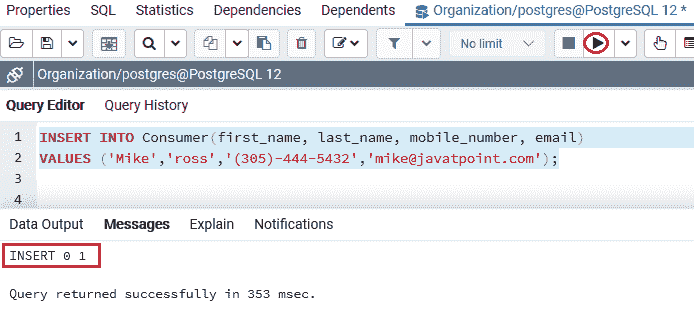 Properties SQL Statistics Dependencies Dependents Organization/postgres@PostgreSQL 12 *
No limit
Organization/postgres@PostgreSQL 12
Query Editor Query History
1 INSERT INTO Consumer(first_name, last_name, mobile_number, email)
2 VALUES ('Mike','ross','(305)-444-5432','mike@javatpoint.com');
3
4
Data Output Messages Explain Notifications
INSERT 0 1
Query returned successfully in 353 msec.